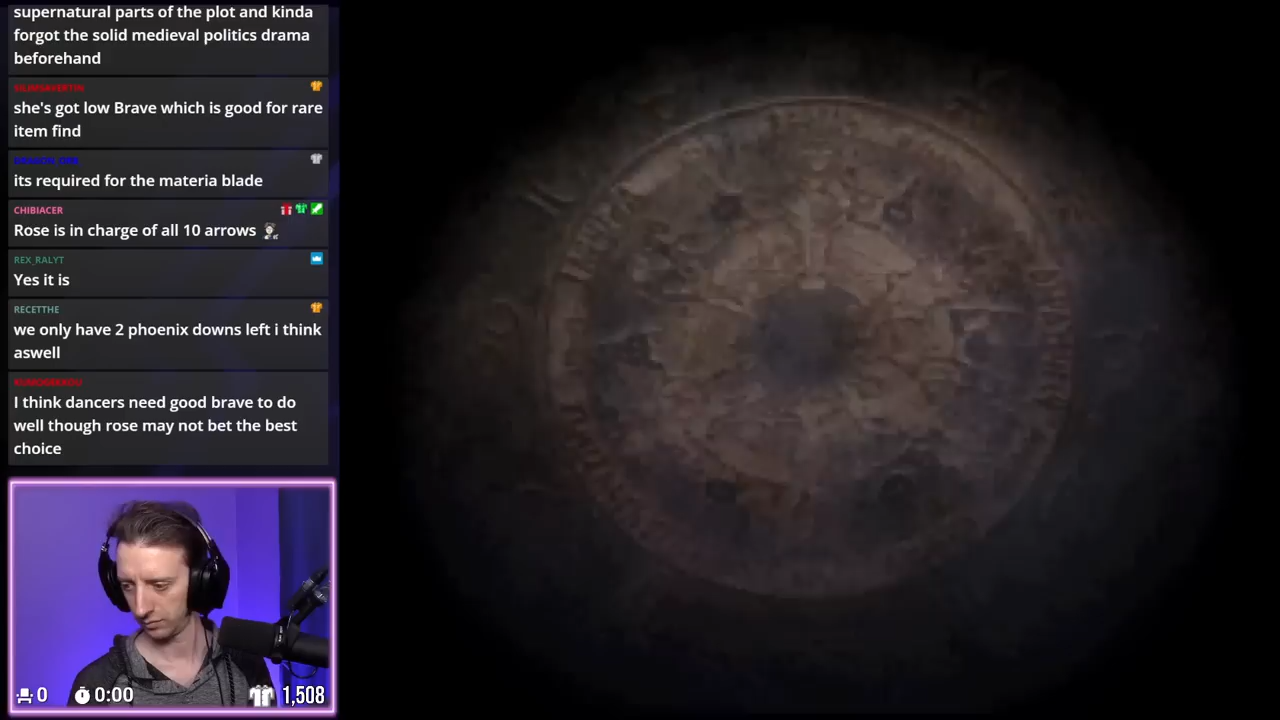 supernatural parts of the plot and kinda
forgot the solid medieval politics drama
beforehand
she's got low Brave which is good for rare
item find
its required for the materia blade
CHIBIACER
Rose is in charge of all 10 arrows
REX_RALYT
Yes it is
RECETTHE
we only have 2 phoenix downs left i think
aswell
I think dancers need good brave to do
well though rose may not bet the best
choice
0
0:00
1,508